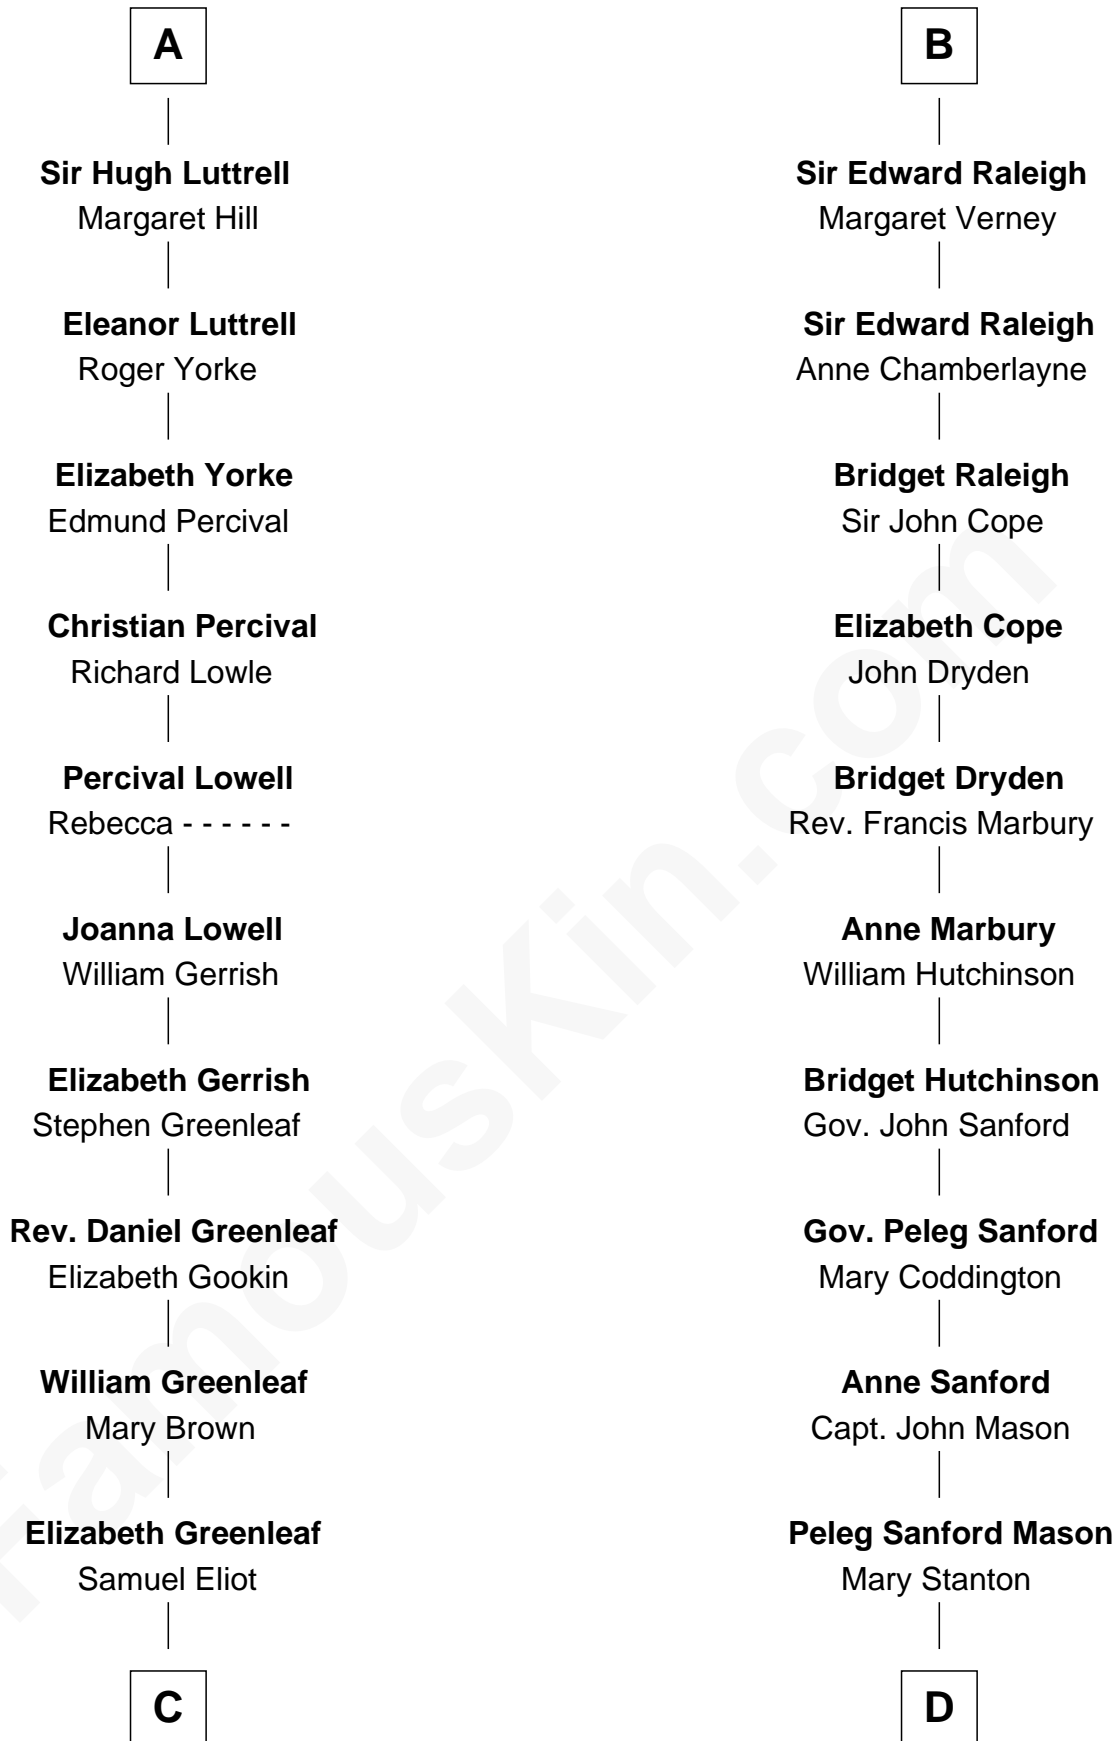 A
Sir Hugh Luttrell
Margaret Hill
Eleanor Luttrell
Roger Yorke
Elizabeth Yorke
Edmund Percival
Christian Percival
Richard Lowle
Percival Lowell
Rebecca - - - - - -
Joanna Lowell
William Gerrish
Elizabeth Gerrish
Stephen Greenleaf
Rev. Daniel Greenleaf
Elizabeth Gookin
William Greenleaf
Mary Brown
Elizabeth Greenleaf
Samuel Eliot
C
B
Sir Edward Raleigh
Margaret Verney
Sir Edward Raleigh
Anne Chamberlayne
Bridget Raleigh
Sir John Cope
Elizabeth Cope
John Dryden
Bridget Dryden
Rev. Francis Marbury
Anne Marbury
William Hutchinson
Bridget Hutchinson
Gov. John Sanford
Gov. Peleg Sanford
Mary Coddington
Anne Sanford
Capt. John Mason
Peleg Sanford Mason
Mary Stanton
D
FamousKin.com